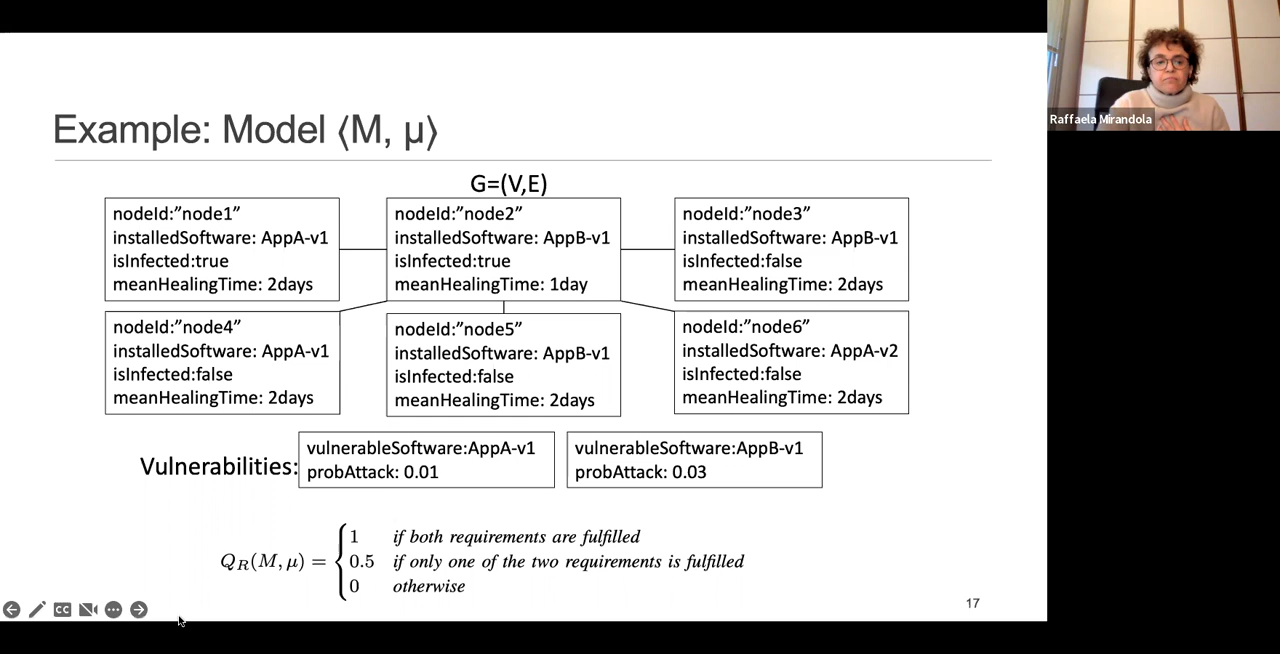 Example: Model ⟨M, μ⟩
G=(V,E)
nodeId:”node1”
installedSoftware: AppA-v1
isInfected:true
meanHealingTime: 2days
nodeId:”node2”
installedSoftware: AppB-v1
isInfected:true
meanHealingTime: 1day
nodeId:”node3”
installedSoftware: AppB-v1
isInfected:false
meanHealingTime: 2days
nodeId:”node4”
installedSoftware: AppA-v1
isInfected:false
meanHealingTime: 2days
nodeId:”node5”
installedSoftware: AppB-v1
isInfected:false
meanHealingTime: 2days
nodeId:”node6”
installedSoftware: AppA-v2
isInfected:false
meanHealingTime: 2days
Vulnerabilities:
vulnerableSoftware:AppA-v1
probAttack: 0.01
vulnerableSoftware:AppB-v1
probAttack: 0.03
Q_R(M, μ) =
1 if both requirements are fulfilled
0.5 if only one of the two requirements is fulfilled
0 otherwise
17
CC
Raffaela Mirandola